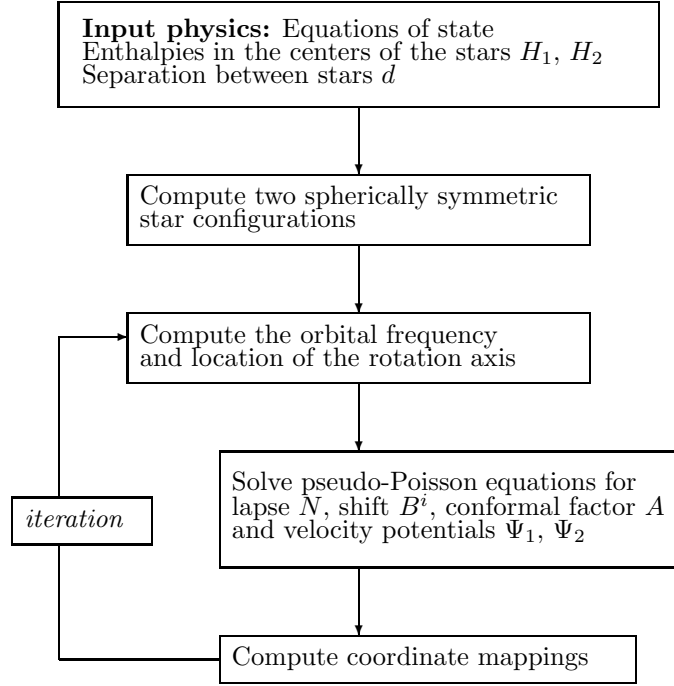 Input physics: Equations of state
Enthalpies in the centers of the stars H₁, H₂
Separation between stars d
Compute two spherically symmetric
star configurations
Compute the orbital frequency
and location of the rotation axis
Solve pseudo-Poisson equations for
lapse N, shift Bⁱ, conformal factor A
and velocity potentials Ψ₁, Ψ₂
iteration
Compute coordinate mappings